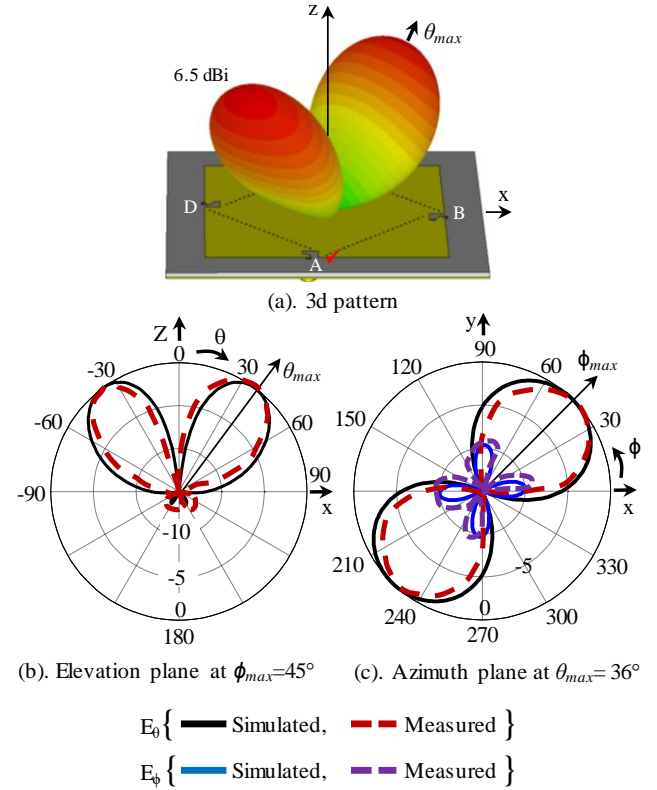 z
θmax
6.5 dBi
D
B
x
A
(a). 3d pattern
Z
θ
0
-30
30
θmax
-60
60
-90
90
x
-10
-5
0
180
(b). Elevation plane at ϕmax=45°
y
90
120
60
ϕmax
150
30
ϕ
x
210
-5
330
240
0
300
270
(c). Azimuth plane at θmax= 36°
Eθ { Simulated, Measured }
Eϕ { Simulated, Measured }